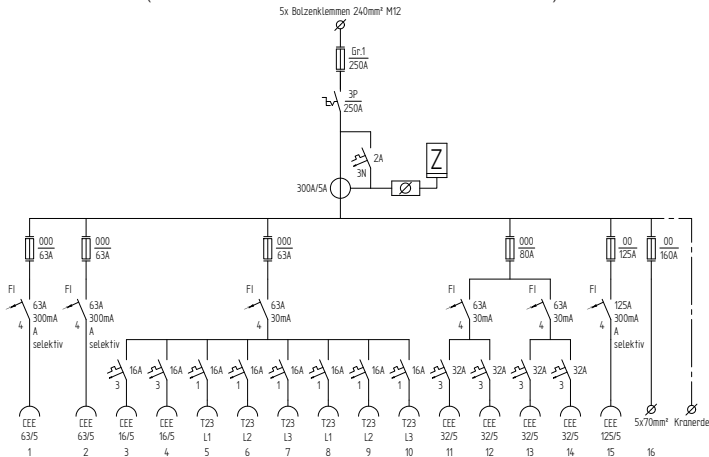 5x Bolzenklemmen 240mm² M12
Gr.1
250A
3P
250A
2A
3N
Z
300A/5A
000 000 000 000 00 00
63A 63A 63A 80A 125A 160A
FI FI FI FI FI FI
63A 63A 63A 63A 63A 125A
300mA 300mA 30mA 30mA 30mA 300mA
4 4 4 4 4 4
A A A
selektiv selektiv selektiv
16A 16A 16A 16A 16A 16A 16A 16A 32A 32A 32A 32A
3 3 1 1 1 1 1 1 3 3 3 3
CEE CEE CEE CEE T23 T23 T23 T23 T23 T23 CEE CEE CEE CEE CEE 5x70mm² Kranerde
63/5 63/5 16/5 16/5 L1 L2 L3 L1 L2 L3 32/5 32/5 32/5 32/5 125/5
1 2 3 4 5 6 7 8 9 10 11 12 13 14 15 16